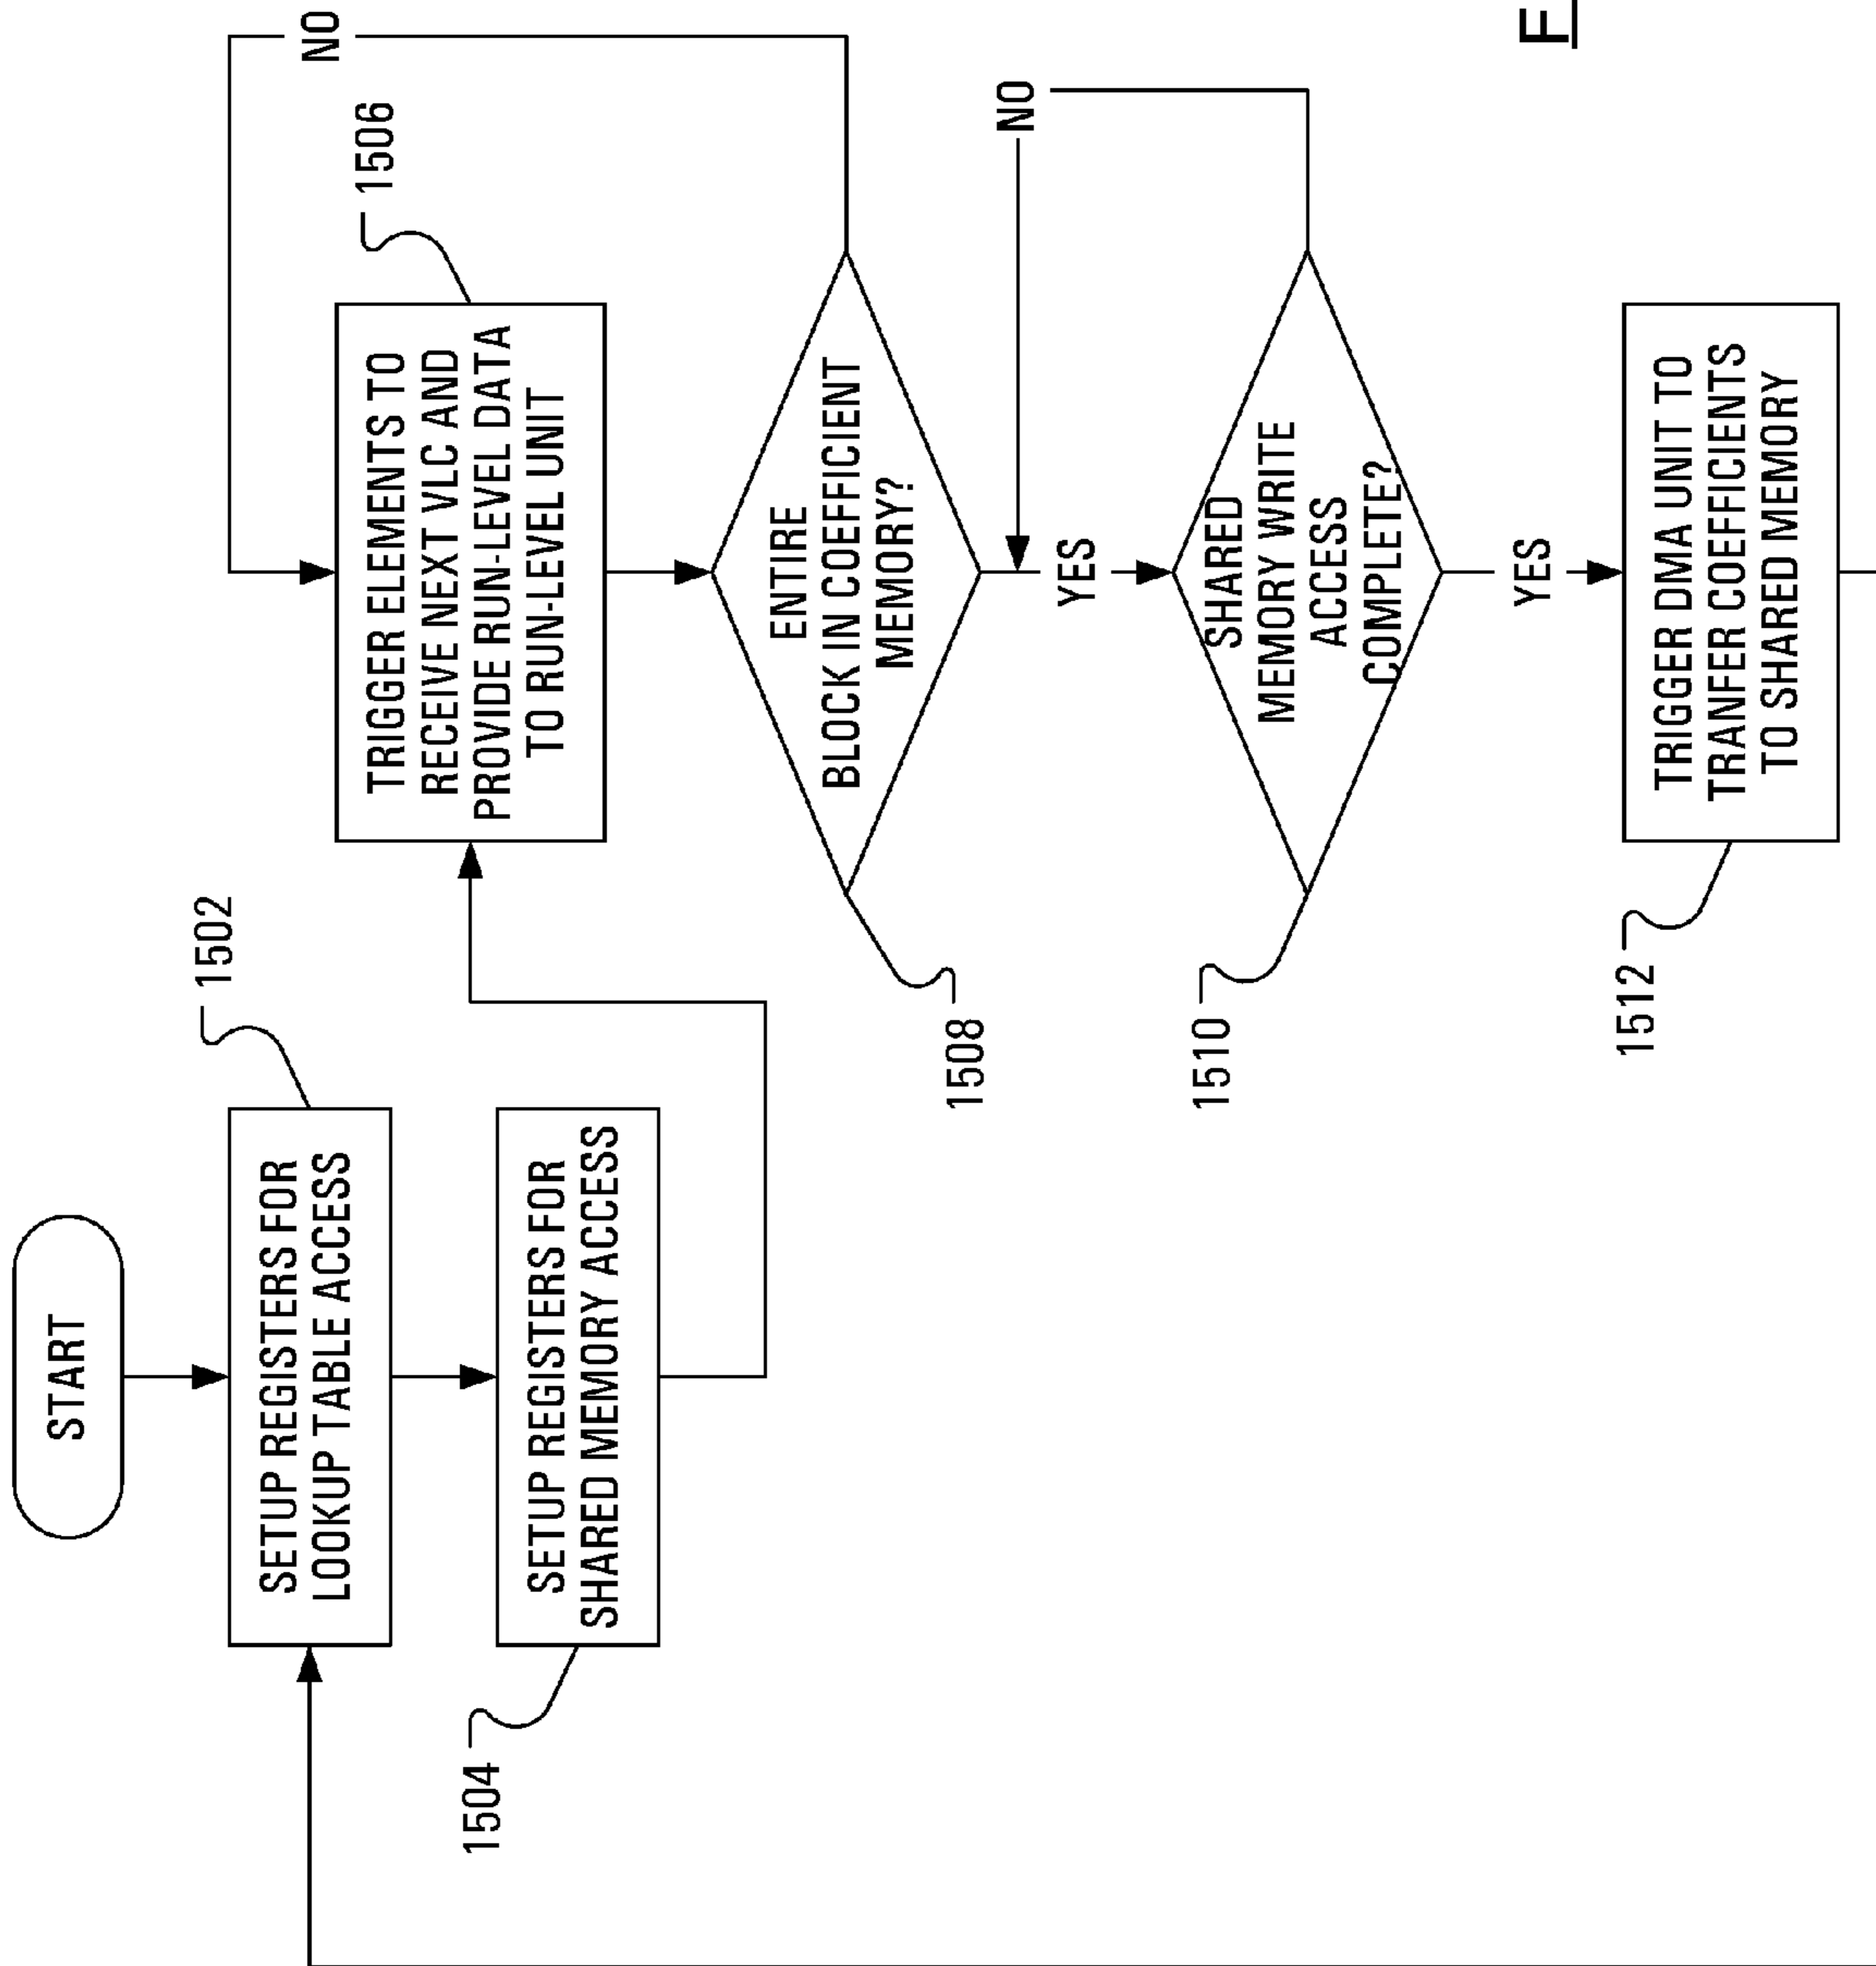 START
SETUP REGISTERS FOR
LOOKUP TABLE ACCESS
1502
SETUP REGISTERS FOR
SHARED MEMORY ACCESS
1504
TRIGGER ELEMENTS TO
RECEIVE NEXT VLC AND
PROVIDE RUN-LEVEL DATA
TO RUN-LEVEL UNIT
1506
NO
ENTIRE
BLOCK IN COEFFICIENT
MEMORY?
1508
YES
NO
SHARED
MEMORY WRITE
ACCESS
COMPLETE?
1510
YES
TRIGGER DMA UNIT TO
TRANFER COEFFICIENTS
TO SHARED MEMORY
1512
F